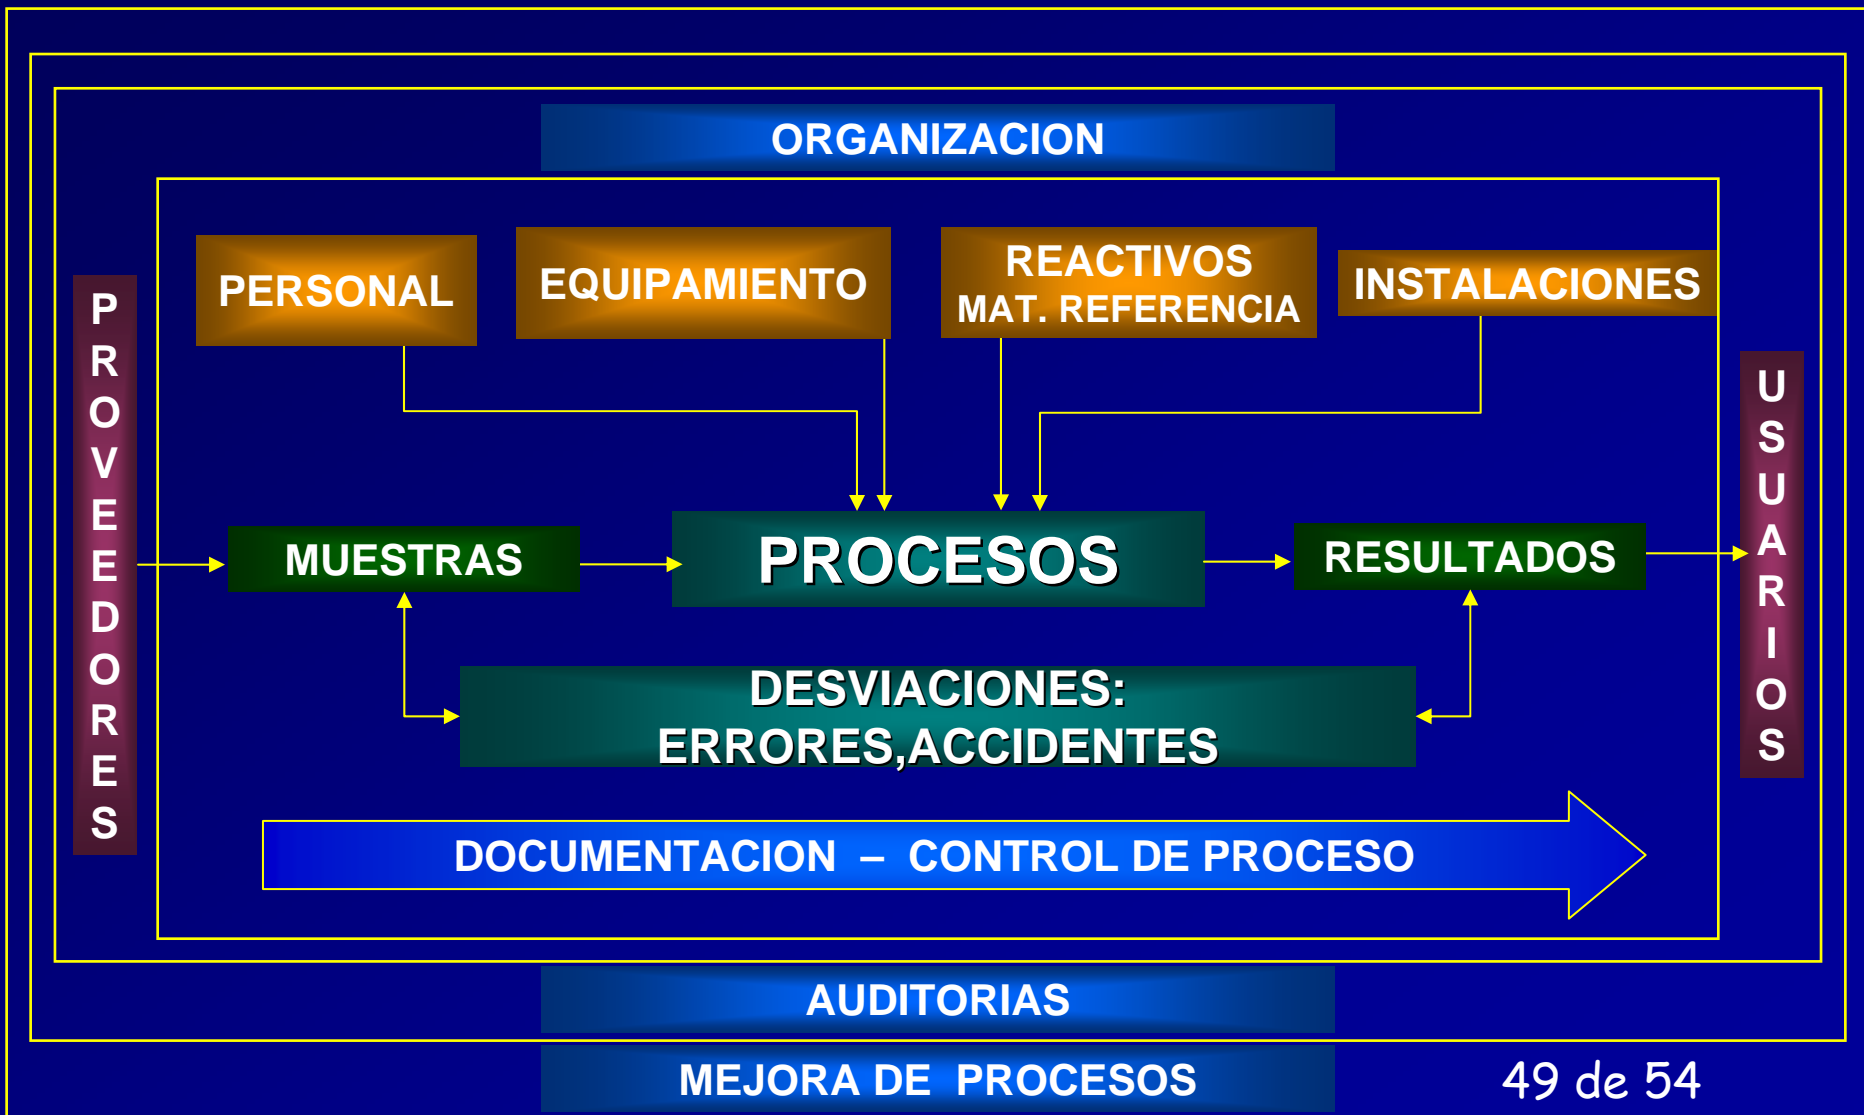 ORGANIZACION
PERSONAL
EQUIPAMIENTO
REACTIVOS
MAT. REFERENCIA
INSTALACIONES
PROVEEDORES
USUARIOS
MUESTRAS
PROCESOS
RESULTADOS
DESVIACIONES:
ERRORES,ACCIDENTES
DOCUMENTACION – CONTROL DE PROCESO
AUDITORIAS
MEJORA DE PROCESOS
49 de 54